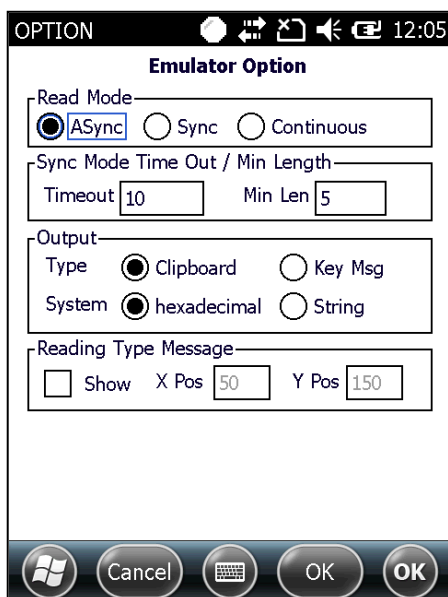 OPTION 12:05
Emulator Option
Read Mode
ASync Sync Continuous
Sync Mode Time Out / Min Length
Timeout 10 Min Len 5
Output
Type Clipboard Key Msg
System hexadecimal String
Reading Type Message
Show X Pos 50 Y Pos 150
Cancel OK OK